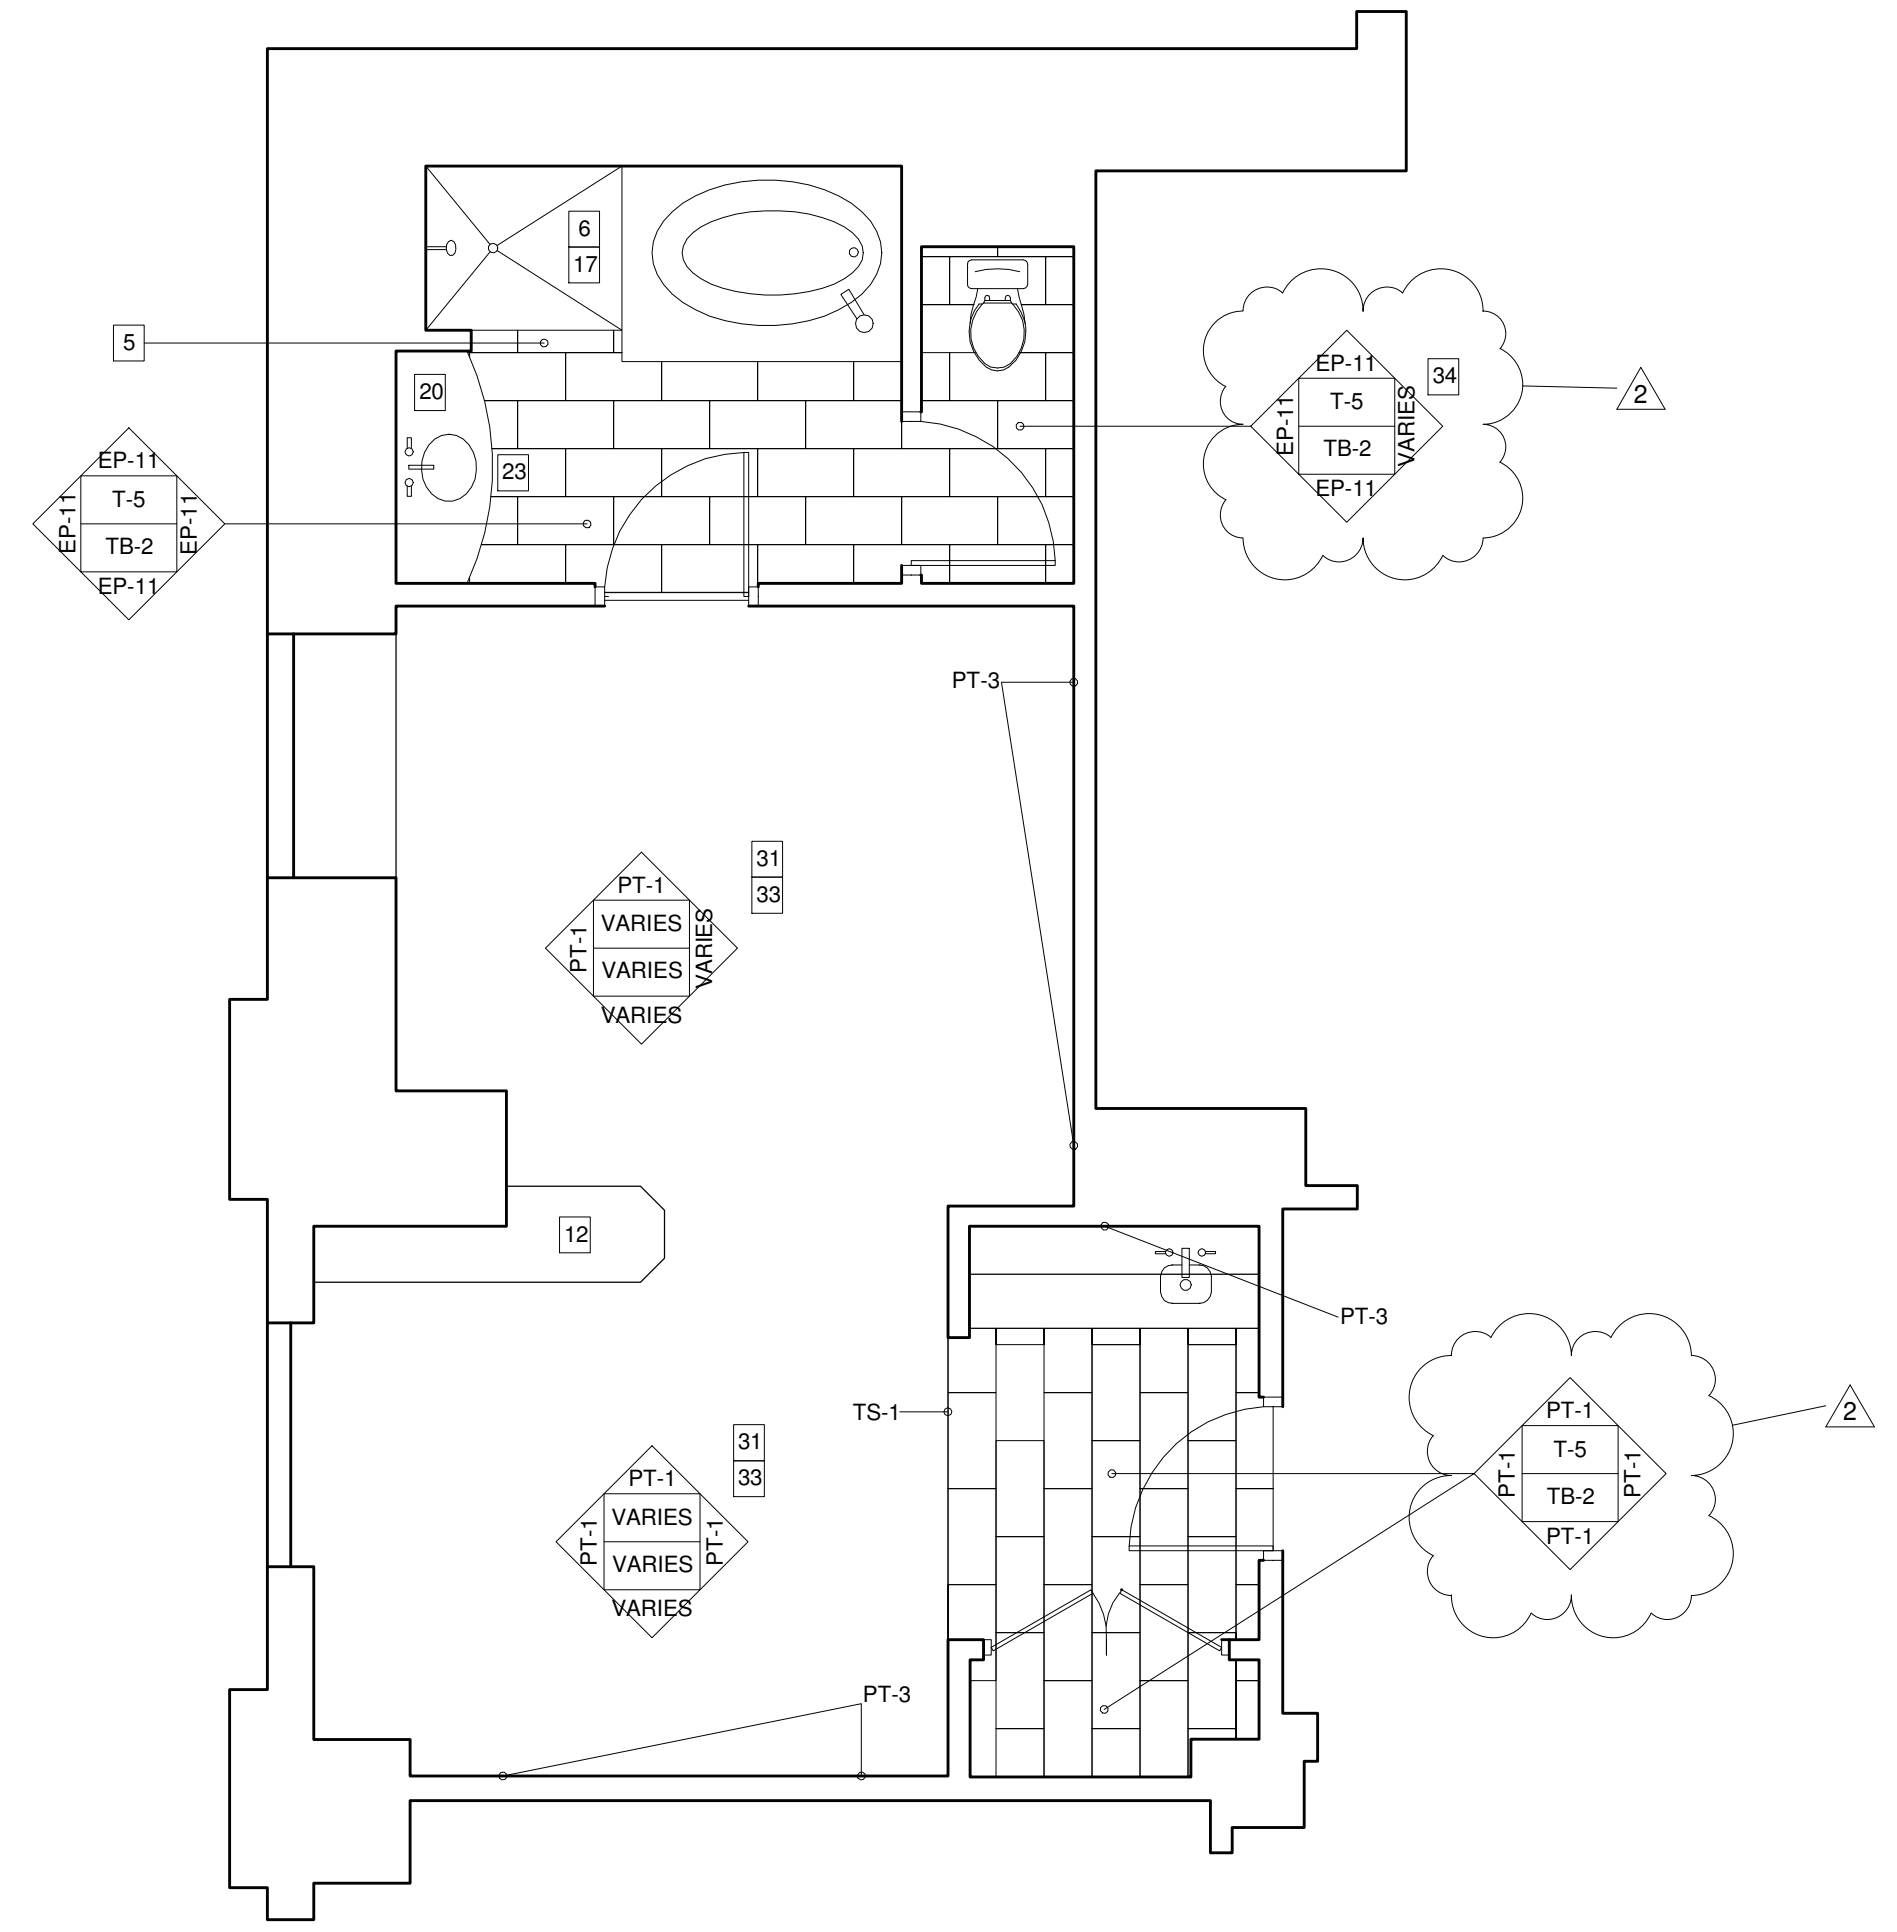 6
17
5
20
23
EP-11
EP-11
T-5
EP-11
TB-2
EP-11
EP-11
EP-11
T-5
VARIES
TB-2
EP-11
34
2
PT-3
31
33
PT-1
PT-1
VARIES
VARIES
VARIES
VARIES
12
PT-3
TS-1
31
33
PT-1
PT-1
VARIES
PT-1
VARIES
VARIES
PT-1
PT-1
T-5
PT-1
TB-2
PT-1
2
PT-3